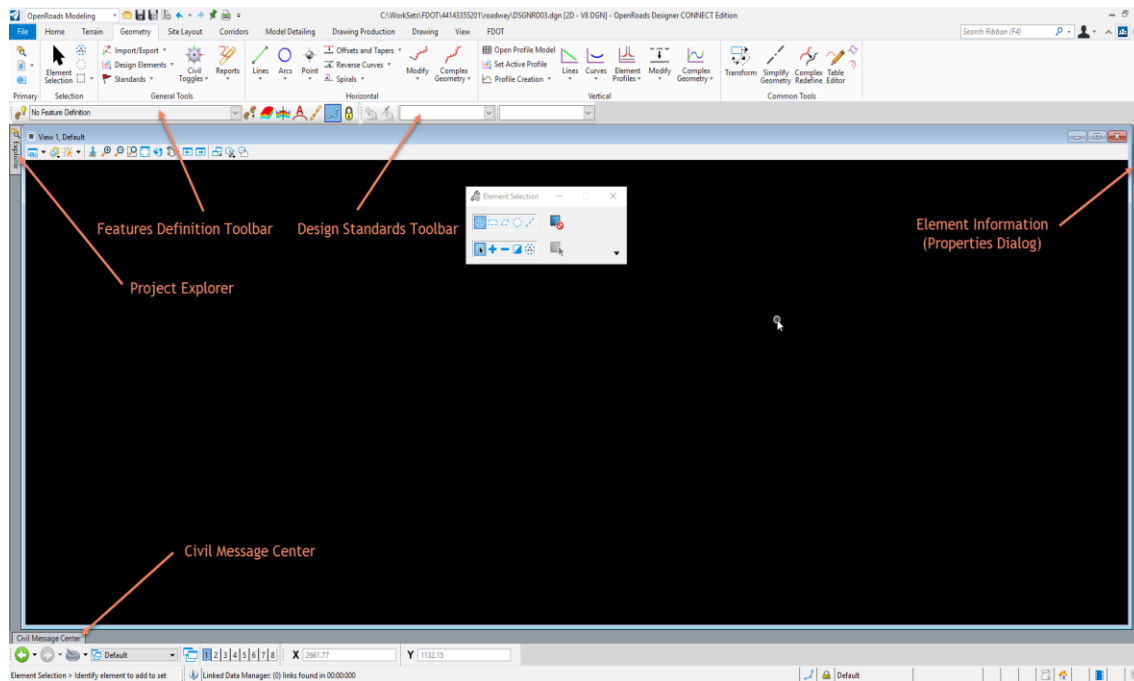 OpenRoads Modeling
C:\WorkSets\FDOT\44143355201\roadway\DSGNRD03.dgn [2D - V8 DGN] - OpenRoads Designer CONNECT Edition
File Home Terrain Geometry Site Layout Corridors Model Detailing Drawing Production Drawing View FDOT
Search Ribbon (F4)
Import/Export
Design Elements
Standards
Element Selection
Civil Toggles
Reports
Lines Arcs Point
Offsets and Tapers
Reverse Curves
Spirals
Modify
Complex Geometry
Open Profile Model
Set Active Profile
Profile Creation
Lines Curves
Element Profiles
Modify
Complex Geometry
Transform
Simplify Geometry
Complex Redefine
Table Editor
Primary Selection General Tools Horizontal Vertical Common Tools
No Feature Definition
Explorer
View 1, Default
Element Selection
Features Definition Toolbar
Design Standards Toolbar
Element Information
(Properties Dialog)
Project Explorer
Civil Message Center
Civil Message Center
Default
1 2 3 4 5 6 7 8
X 2661.77
Y 1132.15
Element Selection > Identify element to add to set
Linked Data Manager: (0) links found in 00:00:000
Default